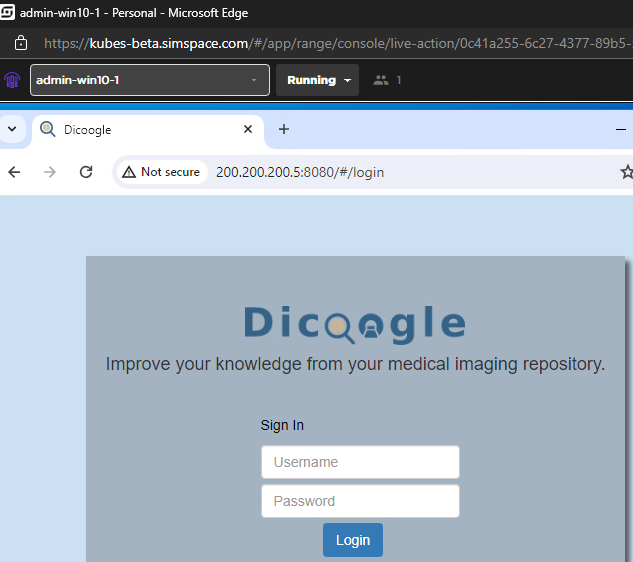 admin-win10-1 - Personal - Microsoft Edge
https://kubes-beta.simspace.com/#/app/range/console/live-action/0c41a255-6c27-4377-89b5-
admin-win10-1 Running 1
Dicoogle
Not secure 200.200.200.5:8080/#/login
Dicoogle
Improve your knowledge from your medical imaging repository.
Sign In
Username
Password
Login